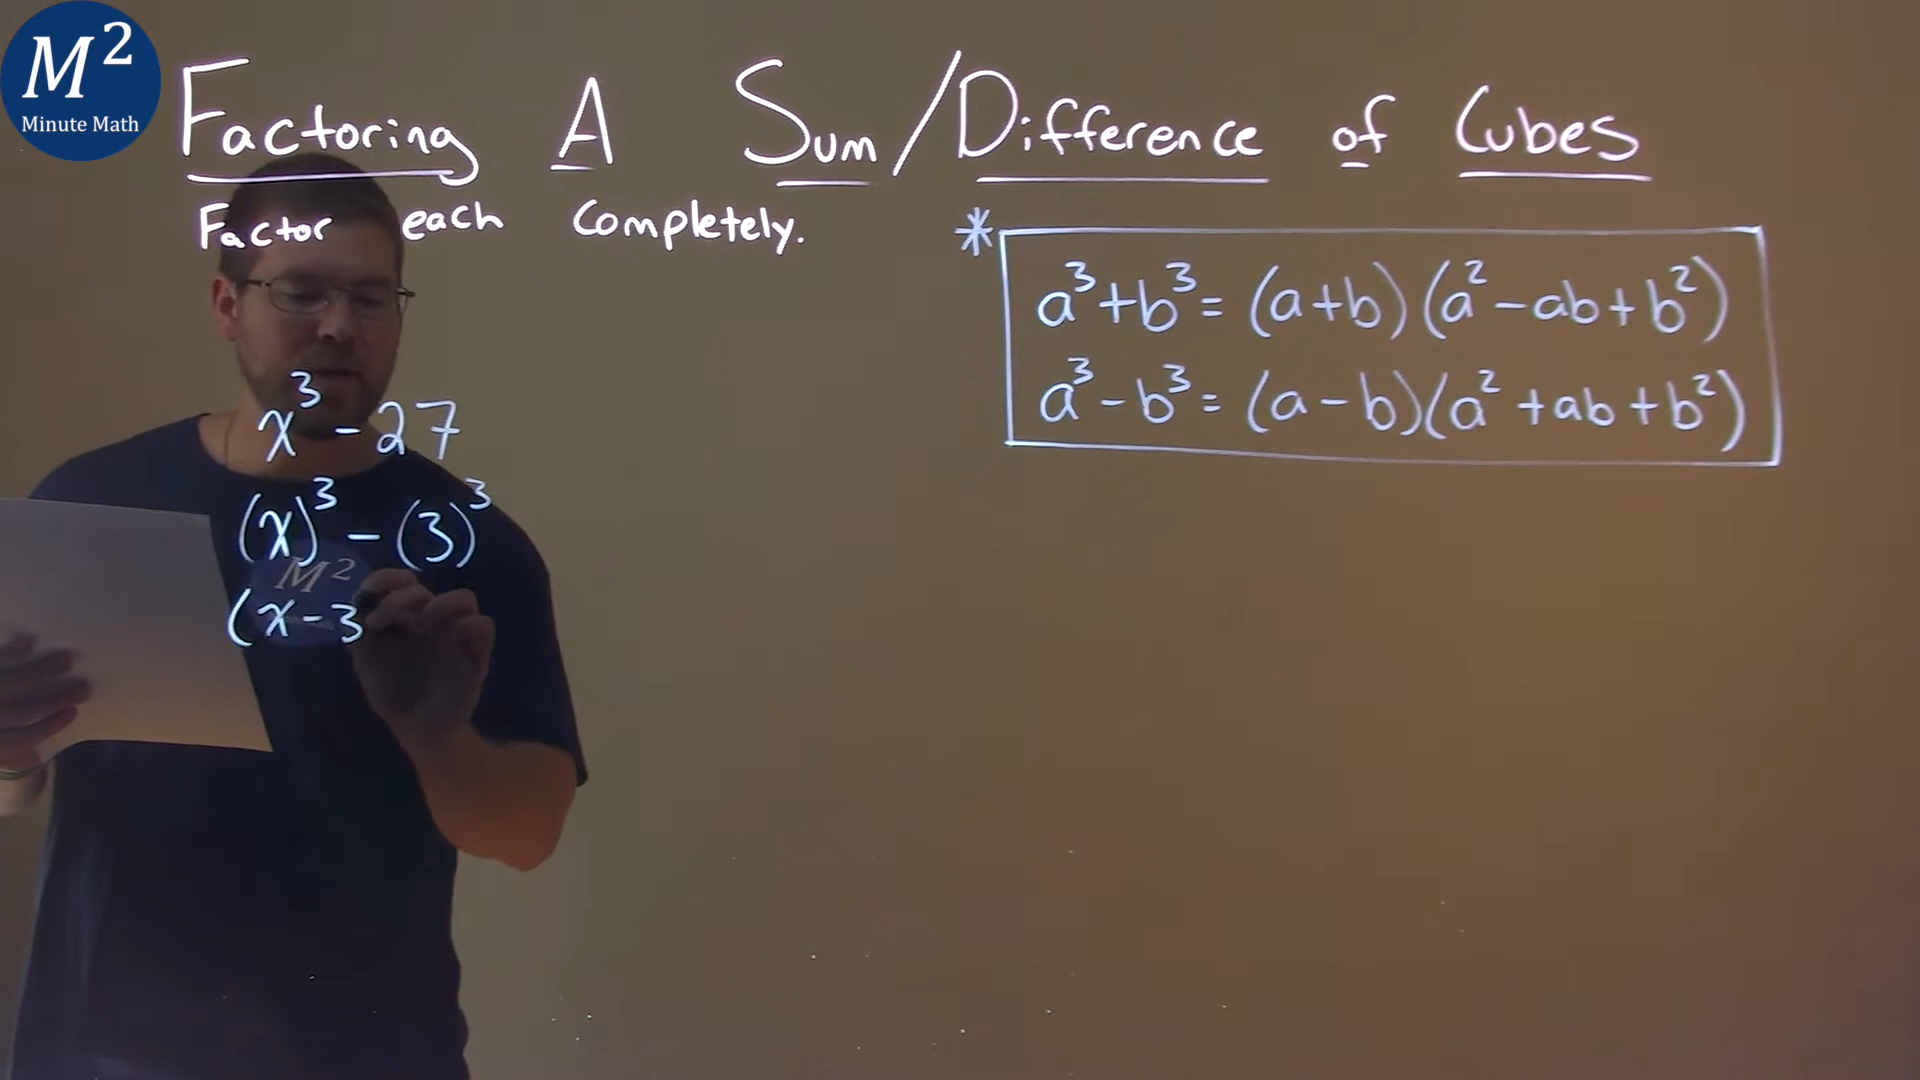 M²
Minute Math
Factoring A Sum/Difference of Cubes
Factor each completely.
* a³+b³= (a+b)(a²-ab+b²)
a³-b³= (a-b)(a²+ab+b²)
x³-27
(x)³-(3)³
M²
(x-3